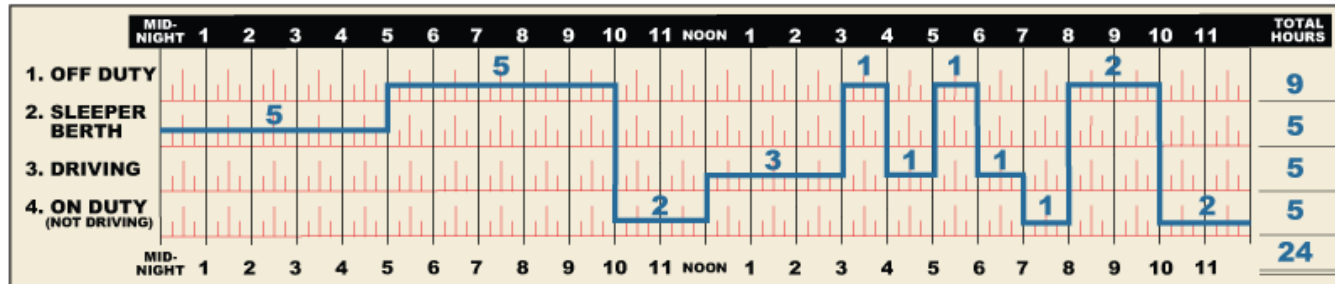 MID-NIGHT 1 2 3 4 5 6 7 8 9 10 11 NOON 1 2 3 4 5 6 7 8 9 10 11 TOTAL HOURS
1. OFF DUTY 5 1 1 2 9
2. SLEEPER BERTH 5 5
3. DRIVING 3 1 1 5
4. ON DUTY (NOT DRIVING) 2 1 2 5
MID-NIGHT 1 2 3 4 5 6 7 8 9 10 11 NOON 1 2 3 4 5 6 7 8 9 10 11 24